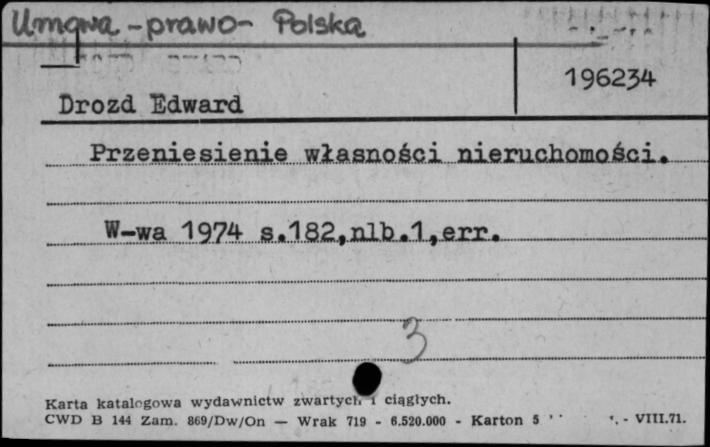 Umowa - prawo - Polska
196234
Drozd Edward
Przeniesienie własności nieruchomości.
W-wa 1974 s.182,nlb.1,err.
3
Karta katalogowa wydawnictw zwartych i ciągłych.
CWD B 144 Zam. 869/Dw/On — Wrak 719 - 6.520.000 - Karton 5 - VIII.71.